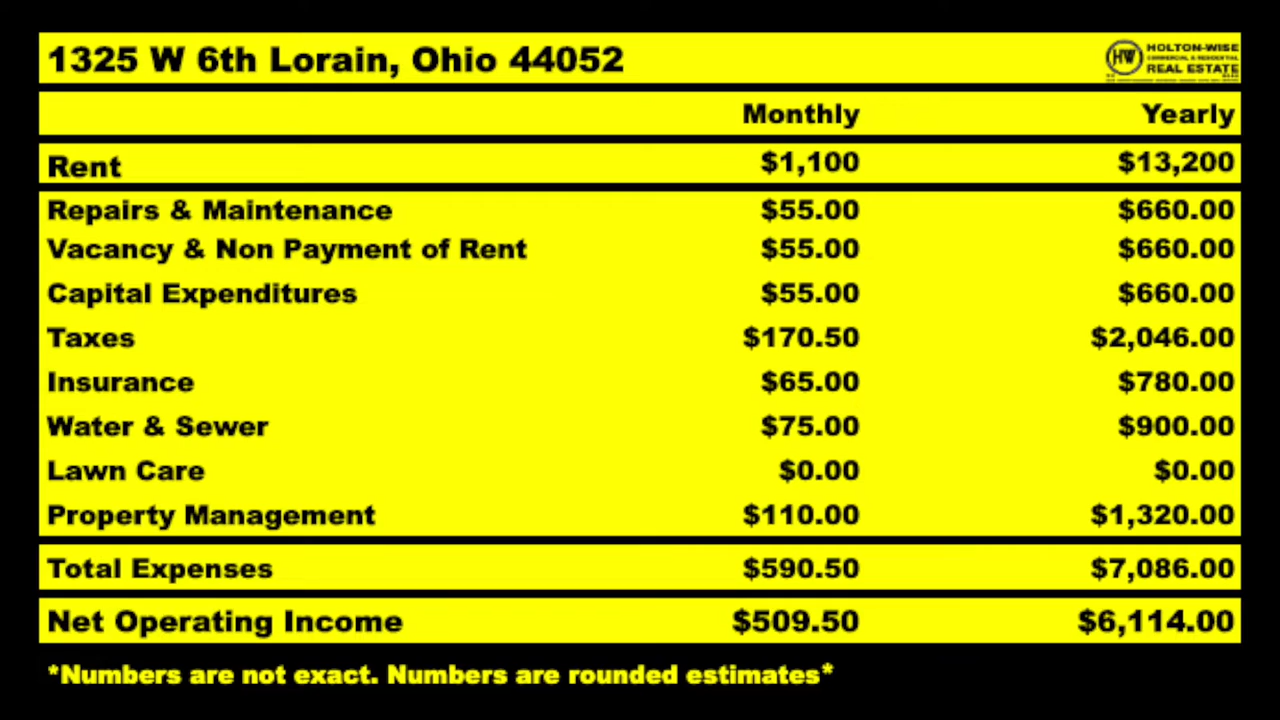 1325 W 6th Lorain, Ohio 44052
HW HOLTON-WISE
COMMERCIAL & RESIDENTIAL
REAL ESTATE
Monthly Yearly
Rent $1,100 $13,200
Repairs & Maintenance $55.00 $660.00
Vacancy & Non Payment of Rent $55.00 $660.00
Capital Expenditures $55.00 $660.00
Taxes $170.50 $2,046.00
Insurance $65.00 $780.00
Water & Sewer $75.00 $900.00
Lawn Care $0.00 $0.00
Property Management $110.00 $1,320.00
Total Expenses $590.50 $7,086.00
Net Operating Income $509.50 $6,114.00
*Numbers are not exact. Numbers are rounded estimates*